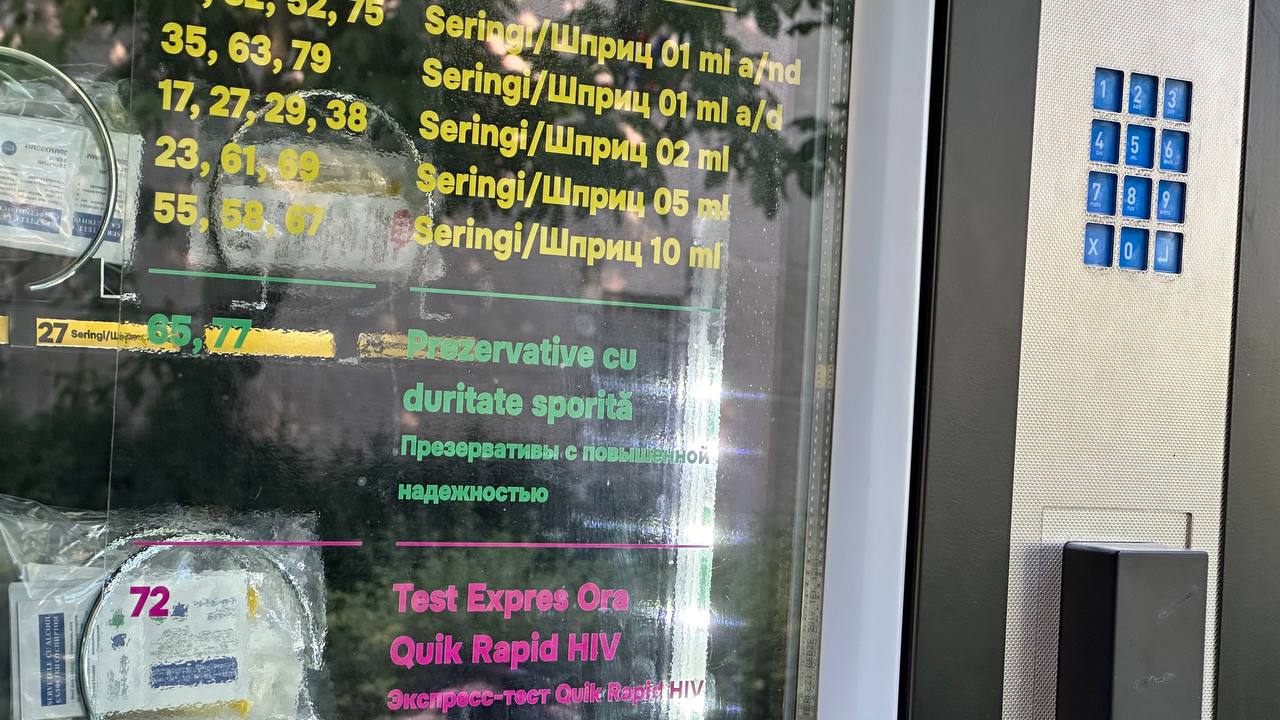 52, 75
35, 63, 79
17, 27, 29, 38
23, 61, 69
55, 58, 67
Seringi/Шприц 01 ml a/nd
Seringi/Шприц 01 ml a/d
Seringi/Шприц 02 ml
Seringi/Шприц 05 ml
Seringi/Шприц 10 ml
27 Seringi/
65, 77
Prezervative cu
duritate sporită
Презервативы с повышенной
надежностью
72
Test Expres Ora
Quik Rapid HIV
Экспресс-тест Quik Rapid HIV
1 2 3
4 5 6
7 8 9
X 0